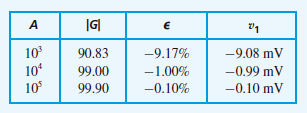 A |G| ϵ v₁
10³ 90.83 −9.17% −9.08 mV
10⁴ 99.00 −1.00% −0.99 mV
10⁵ 99.90 −0.10% −0.10 mV